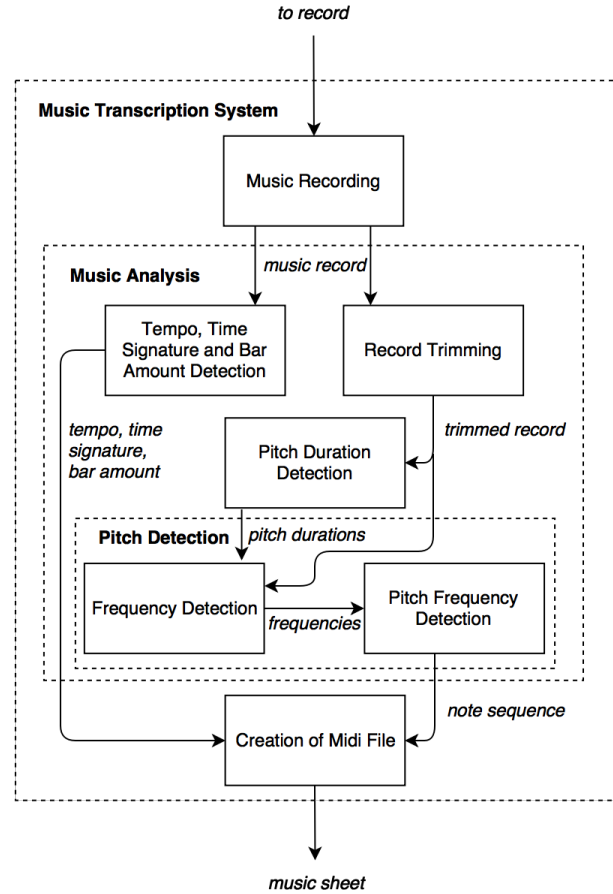 to record
Music Transcription System
Music Recording
music record
Music Analysis
Tempo, Time
Signature and Bar
Amount Detection
Record Trimming
tempo, time
signature,
bar amount
trimmed record
Pitch Duration
Detection
pitch durations
Pitch Detection
Frequency Detection
frequencies
Pitch Frequency
Detection
note sequence
Creation of Midi File
music sheet